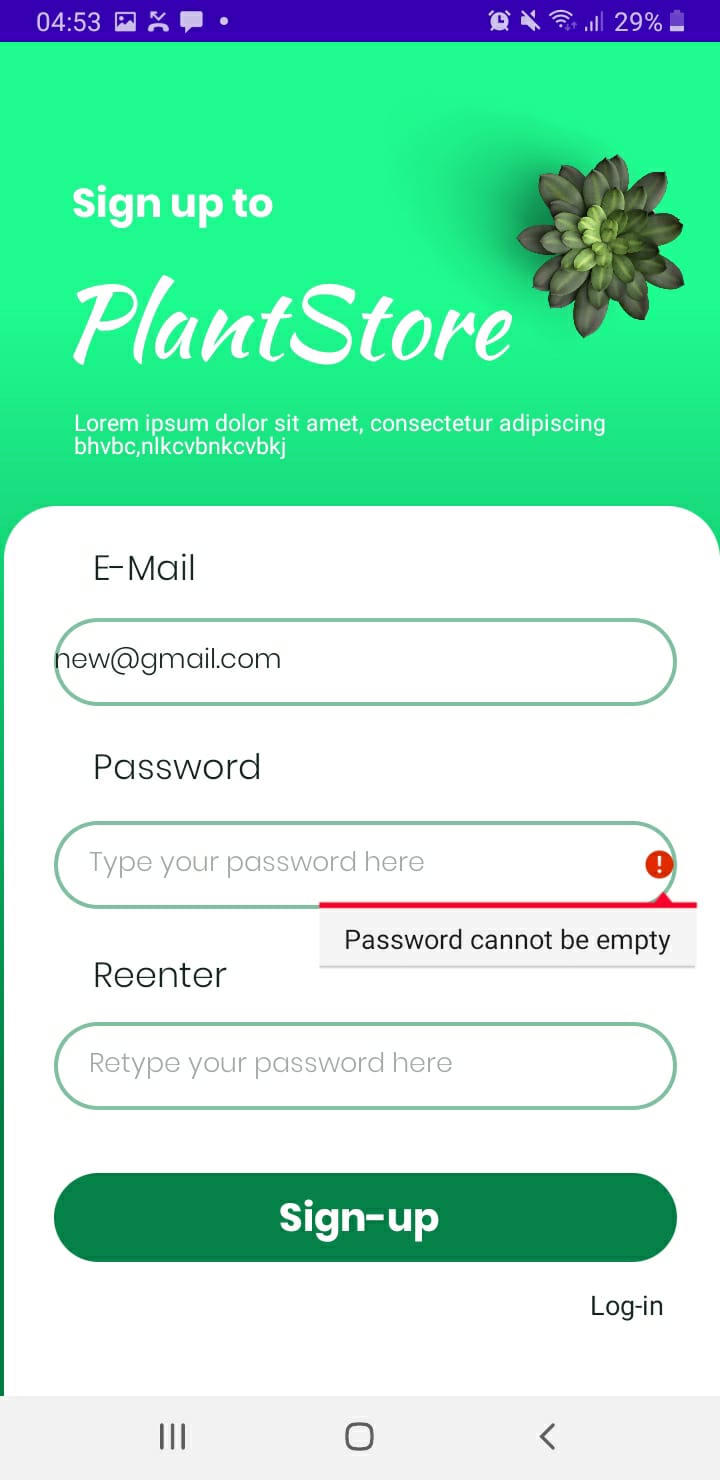 04:53
29%
Sign up to
PlantStore
Lorem ipsum dolor sit amet, consectetur adipiscing
bhvbc,nlkcvbnkcvbkj
E-Mail
new@gmail.com
Password
Type your password here
Password cannot be empty
Reenter
Retype your password here
Sign-up
Log-in